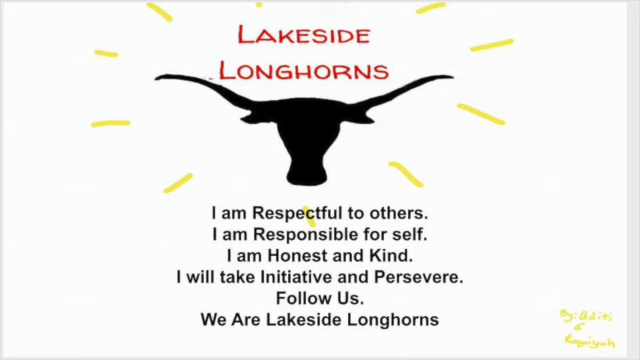 LAKESIDE
LONGHORNS
I am Respectful to others.
I am Responsible for self.
I am Honest and Kind.
I will take Initiative and Persevere.
Follow Us.
We Are Lakeside Longhorns
By: Aditi
&